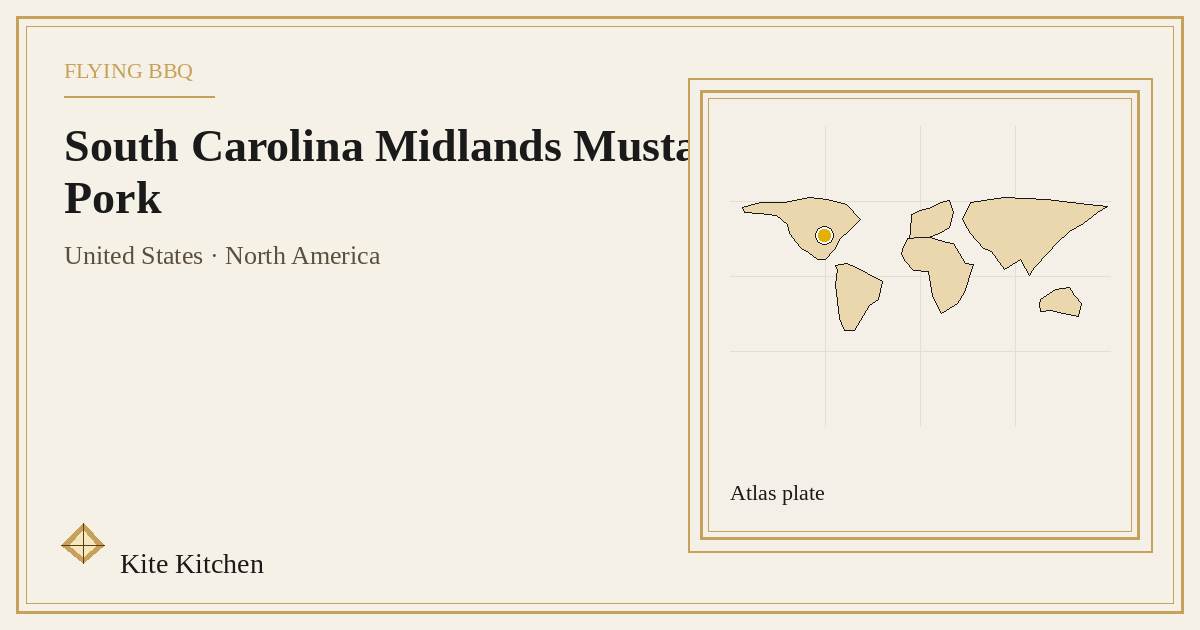 FLYING BBQ
South Carolina Midlands Musta
Pork
United States · North America
Atlas plate
Kite Kitchen